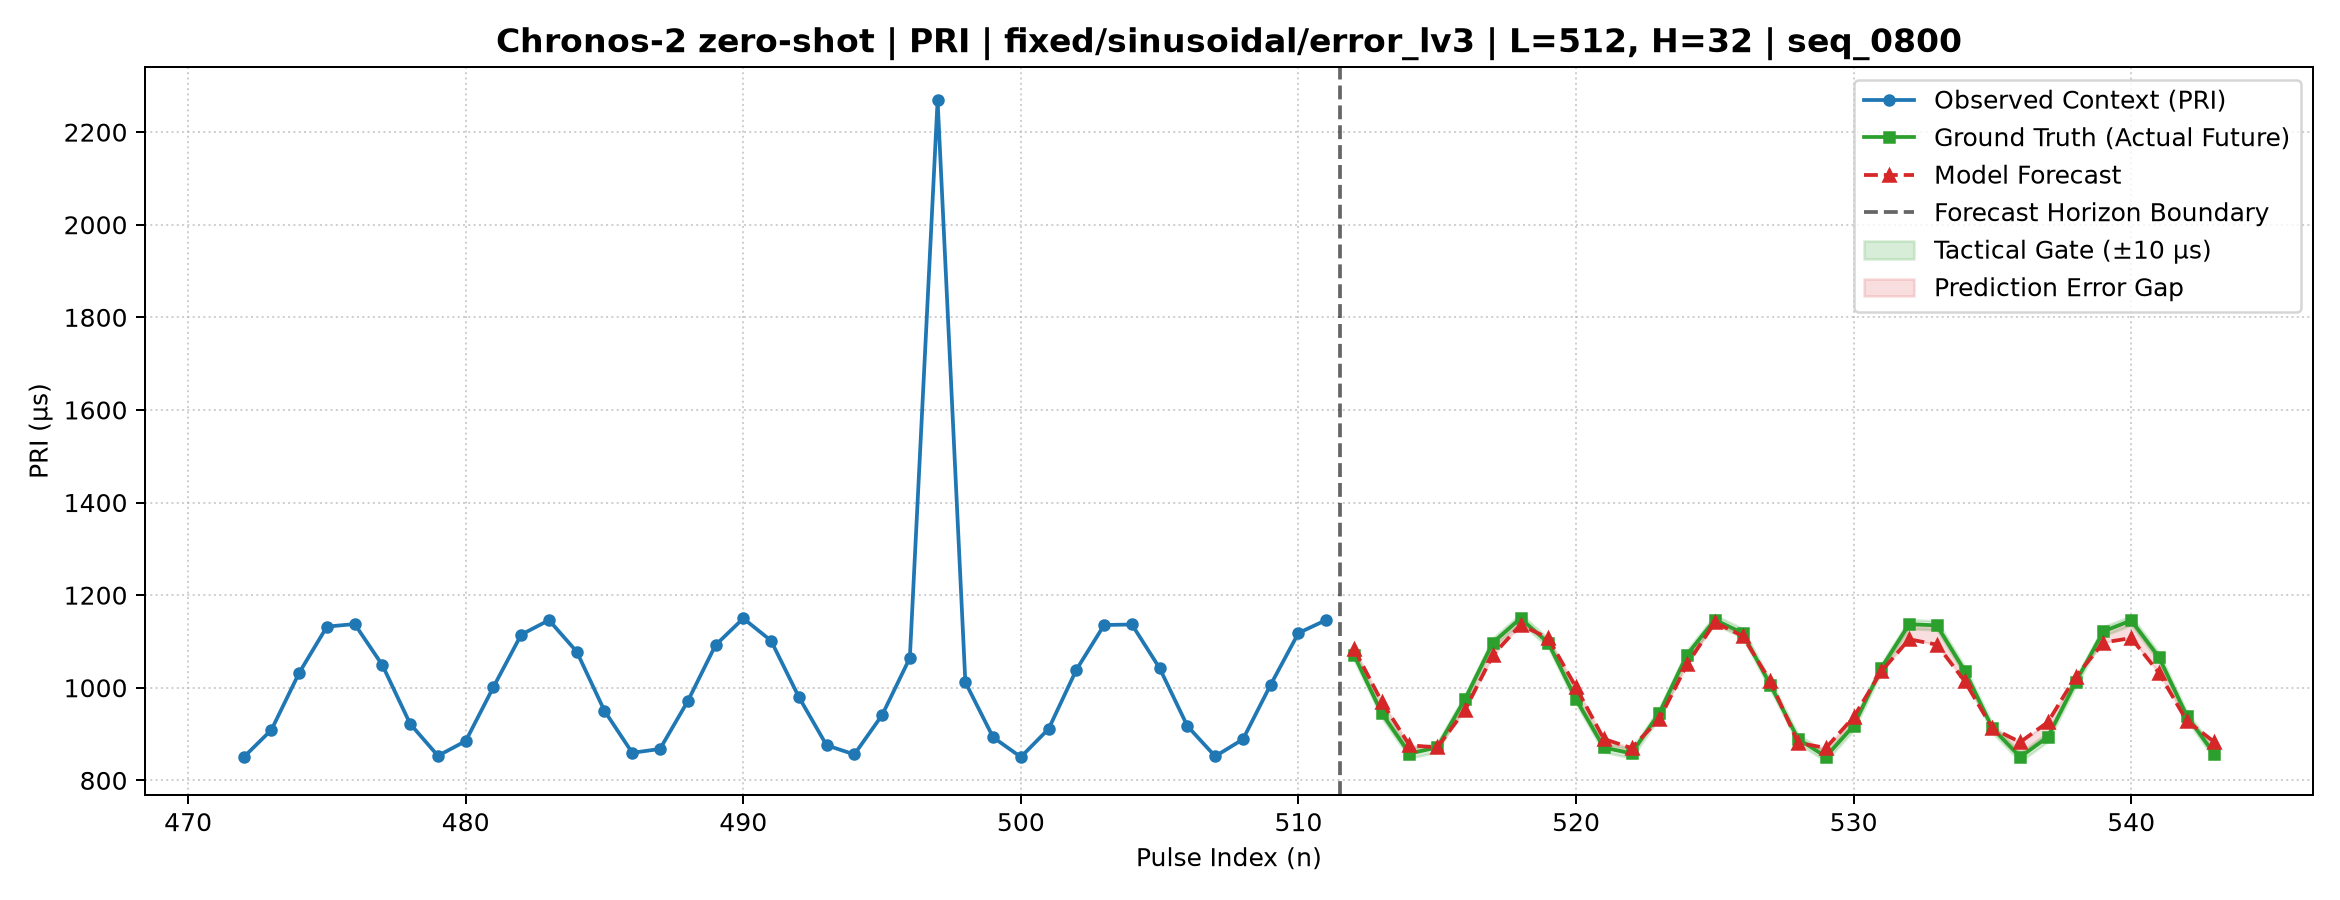 Chronos-2 zero-shot | PRI | fixed/sinusoidal/error_lv3 | L=512, H=32 | seq_0800
Observed Context (PRI)
Ground Truth (Actual Future)
Model Forecast
Forecast Horizon Boundary
Tactical Gate (±10 µs)
Prediction Error Gap
PRI (µs)
2200
2000
1800
1600
1400
1200
1000
800
470 480 490 500 510 520 530 540
Pulse Index (n)